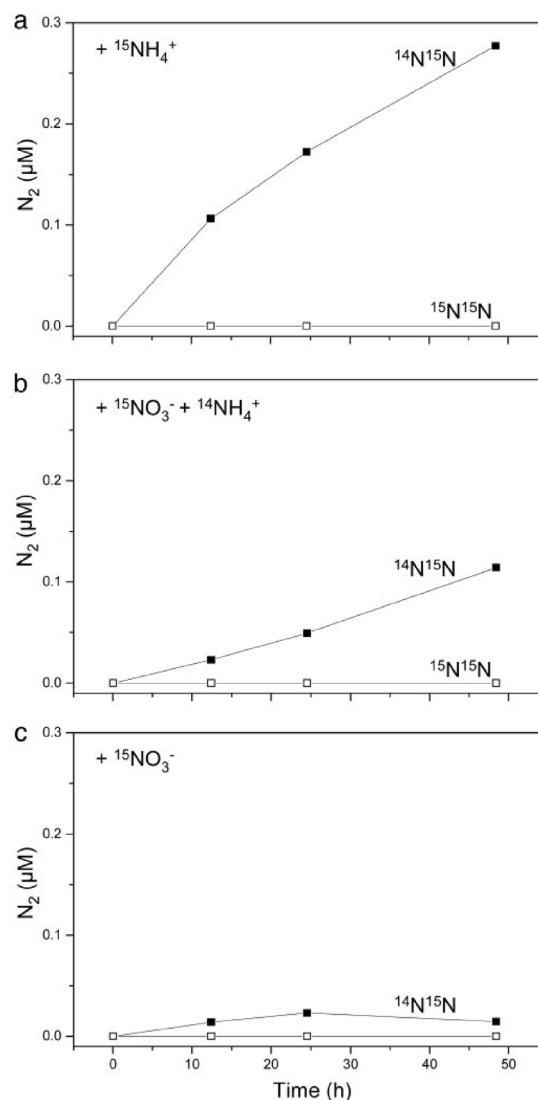 a
+ ¹⁵NH₄⁺
¹⁴N¹⁵N
¹⁵N¹⁵N
N₂ (µM)
0.3
0.2
0.1
0.0
b
+ ¹⁵NO₃⁻ + ¹⁴NH₄⁺
¹⁴N¹⁵N
¹⁵N¹⁵N
N₂ (µM)
0.3
0.2
0.1
0.0
c
+ ¹⁵NO₃⁻
¹⁴N¹⁵N
N₂ (µM)
0.3
0.2
0.1
0.0
0 10 20 30 40 50
Time (h)